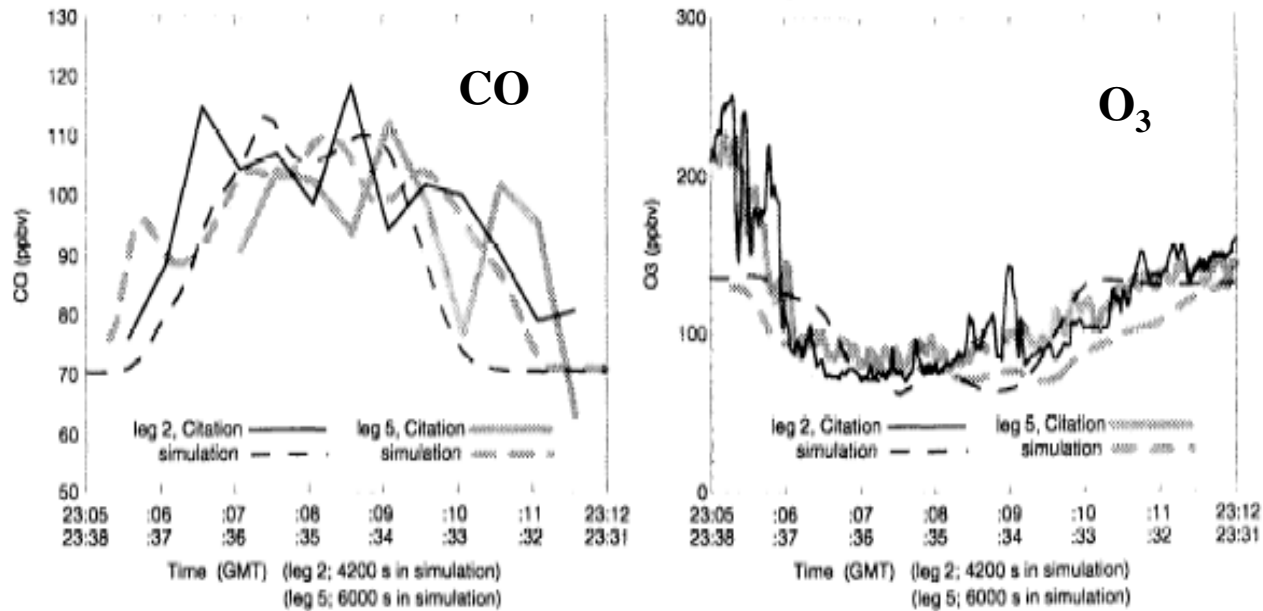 130
120
110
100
90
80
70
60
50
CO (ppbv)
CO
leg 2, Citation
simulation
leg 5, Citation
simulation
23:05 :06 :07 :08 :09 :10 :11 23:12
23:38 :37 :36 :35 :34 :33 :32 23:31
Time (GMT) (leg 2; 4200 s in simulation)
(leg 5; 6000 s in simulation)
300
200
100
0
O3 (ppbv)
O3
leg 2, Citation
simulation
leg 5, Citation
simulation
23:05 :06 :07 :08 :09 :10 :11 23:12
23:38 :37 :36 :35 :34 :33 :32 23:31
Time (GMT) (leg 2; 4200 s in simulation)
(leg 5; 6000 s in simulation)